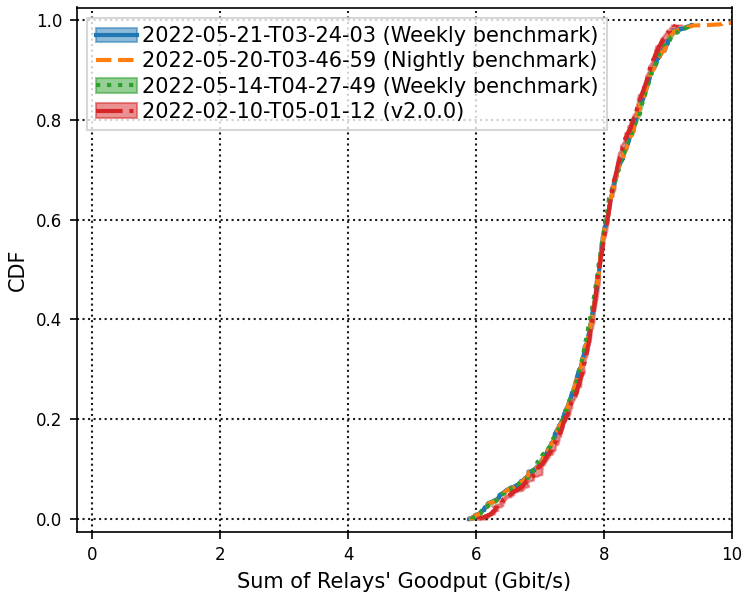 2022-05-21-T03-24-03 (Weekly benchmark)
2022-05-20-T03-46-59 (Nightly benchmark)
2022-05-14-T04-27-49 (Weekly benchmark)
2022-02-10-T05-01-12 (v2.0.0)
CDF
1.0
0.8
0.6
0.4
0.2
0.0
0 2 4 6 8 10
Sum of Relays' Goodput (Gbit/s)